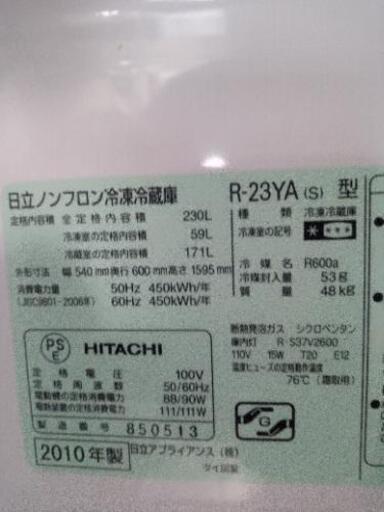 日立ノンフロン冷凍冷蔵庫 R-23YA (S) 型
定格内容積 全定格内容積 230L
冷凍室の定格内容積 59L
冷蔵室の定格内容積 171L
外形寸法 幅 540 mm 奥行 600 mm 高さ 1595 mm
消費電力量 50Hz 450kWh/年
(JISC9801-2006年) 60Hz 450kWh/年
種類 冷凍冷蔵庫
冷凍室の記号
冷媒名 R600a
冷媒封入量 53g
質量 48kg
断熱発泡ガス シクロペンタン
庫内灯 R-S37V2600
110V 15W T20 E12
温度ヒューズの定格動作温度
76℃ (霜取用)
PS
E
HITACHI
定格電圧 100V
定格周波数 50/60Hz
電動機の定格消費電力 88/90W
電熱装置の定格消費電力 111/111W
製造番号 850513
2010年製
日立アプライアンス(株)
タイ国製
G